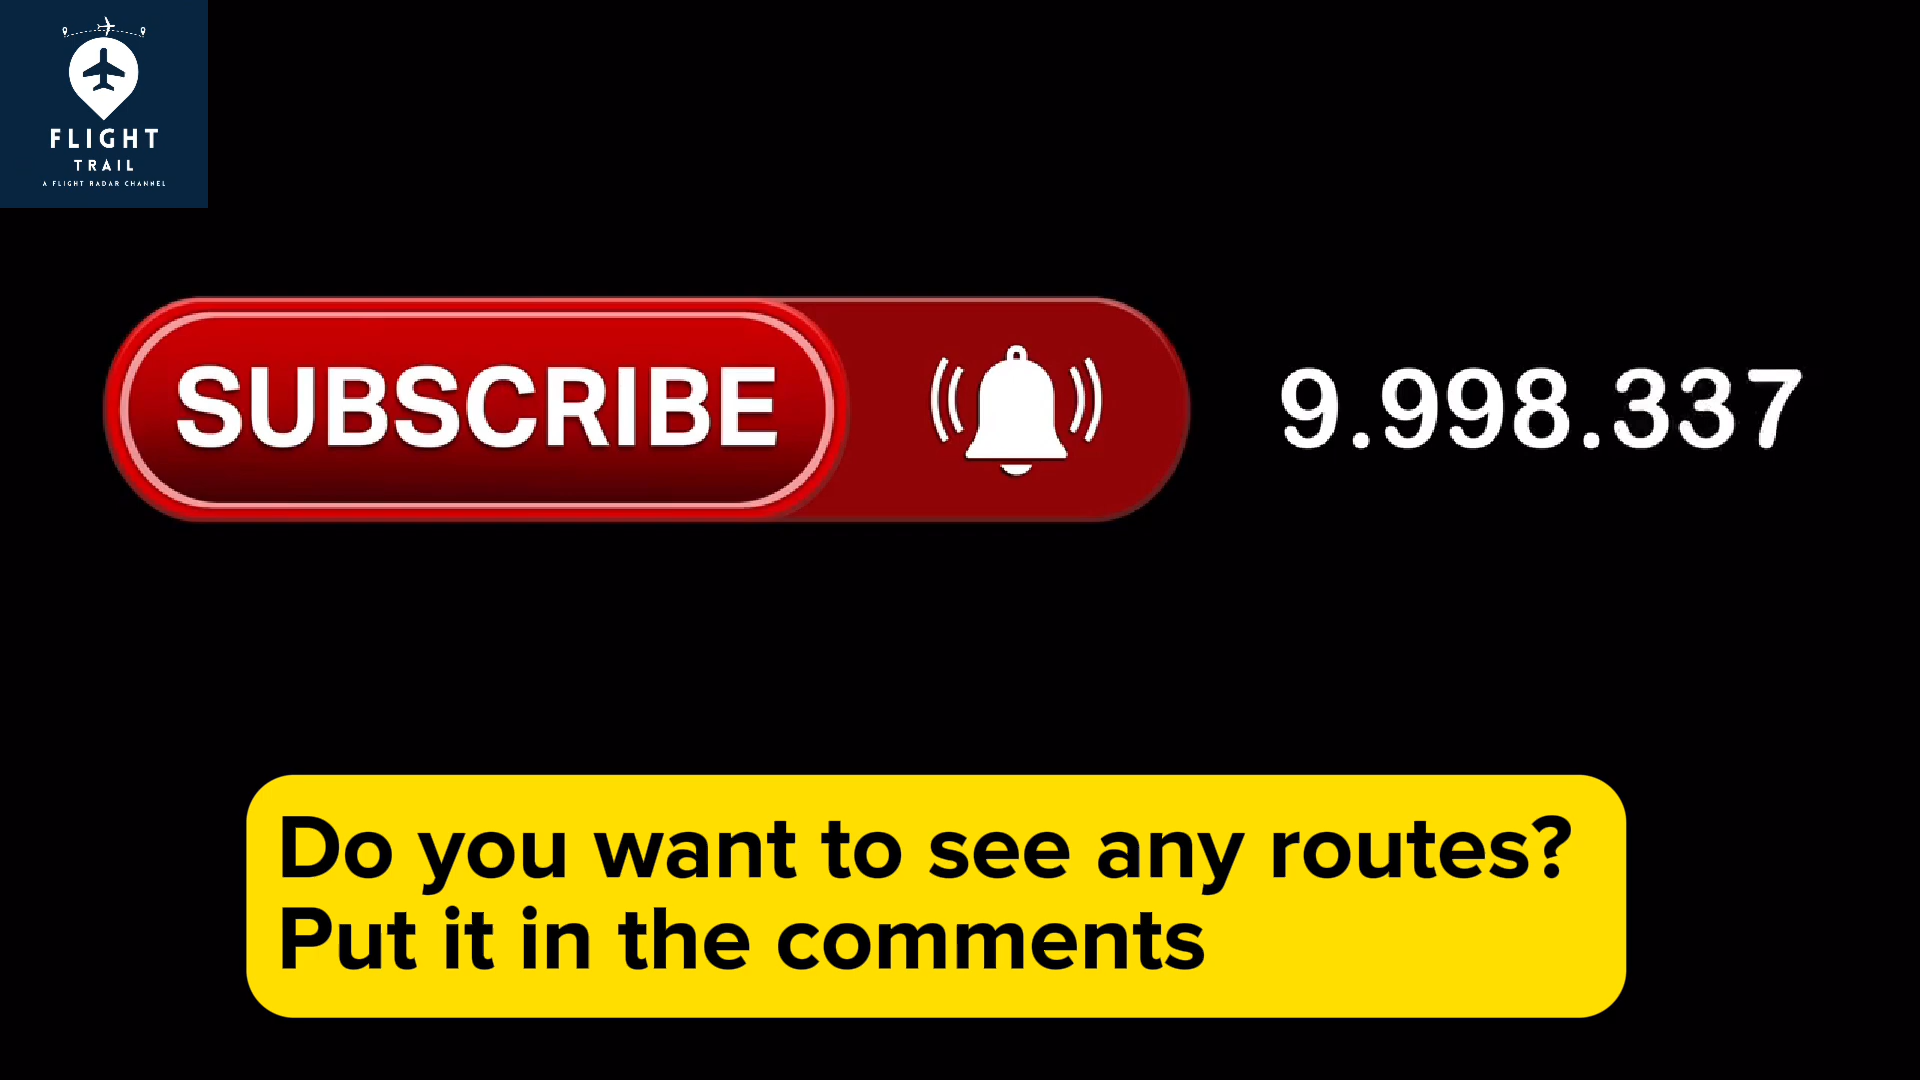 FLIGHT
TRAIL
A FLIGHT RADAR CHANNEL
SUBSCRIBE
9.998.337
Do you want to see any routes?
Put it in the comments